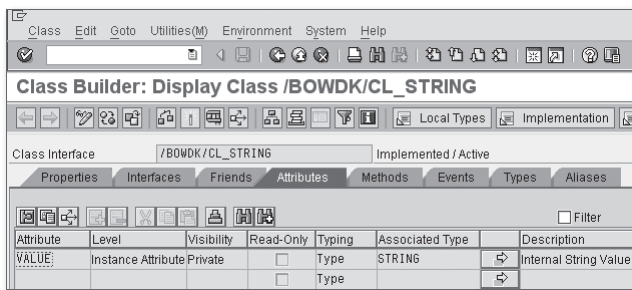 Class Edit Goto Utilities(M) Environment System Help
Class Builder: Display Class /BOWDK/CL_STRING
Local Types Implementation
Class Interface /BOWDK/CL_STRING Implemented / Active
Properties Interfaces Friends Attributes Methods Events Types Aliases
Filter
Attribute Level Visibility Read-Only Typing Associated Type Description
VALUE Instance Attribute Private Type STRING Internal String Value
Type